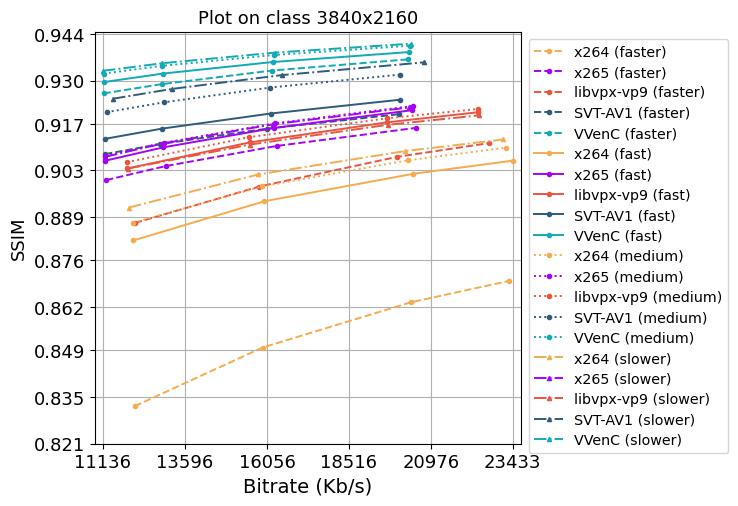 Plot on class 3840x2160
SSIM
0.944
0.930
0.917
0.903
0.889
0.876
0.862
0.849
0.835
0.821
11136 13596 16056 18516 20976 23433
Bitrate (Kb/s)
x264 (faster)
x265 (faster)
libvpx-vp9 (faster)
SVT-AV1 (faster)
VVenC (faster)
x264 (fast)
x265 (fast)
libvpx-vp9 (fast)
SVT-AV1 (fast)
VVenC (fast)
x264 (medium)
x265 (medium)
libvpx-vp9 (medium)
SVT-AV1 (medium)
VVenC (medium)
x264 (slower)
x265 (slower)
libvpx-vp9 (slower)
SVT-AV1 (slower)
VVenC (slower)